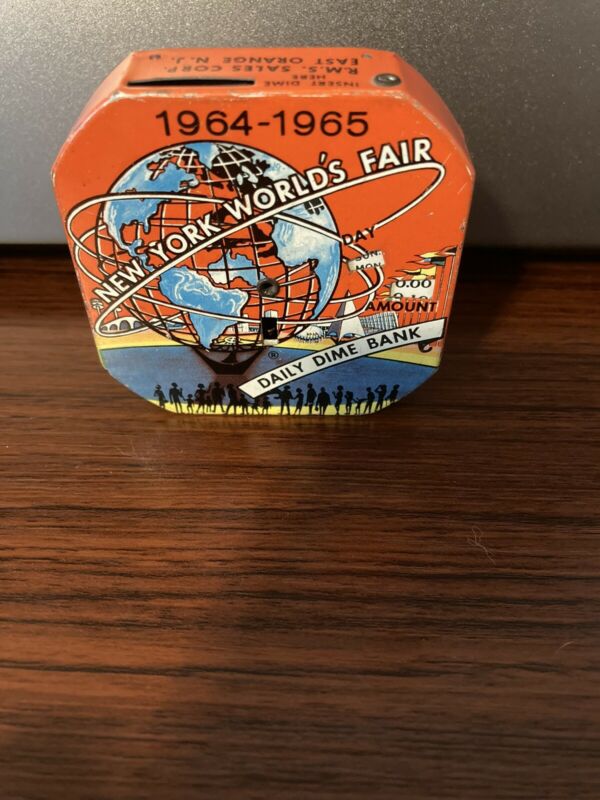 INSERT DIME
HERE
R.M.S. SALES CORP.
EAST ORANGE N.J.
1964-1965
NEW YORK WORLD'S FAIR
DAY
SUN.
MON.
0.00
AMOUNT
®
DAILY DIME BANK